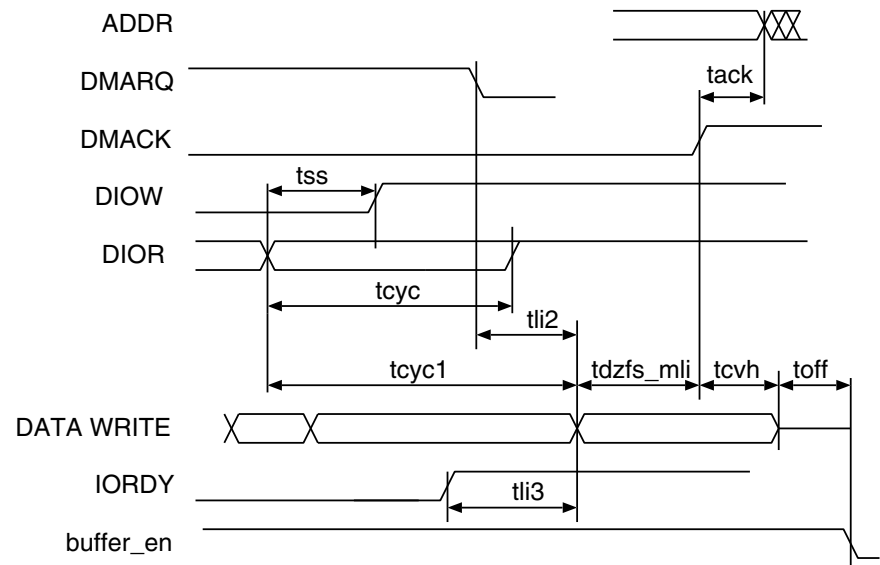 ADDR
DMARQ
tack
DMACK
tss
DIOW
DIOR
tcyc
tli2
tcyc1 tdzfs_mli tcvh toff
DATA WRITE
IORDY
tli3
buffer_en